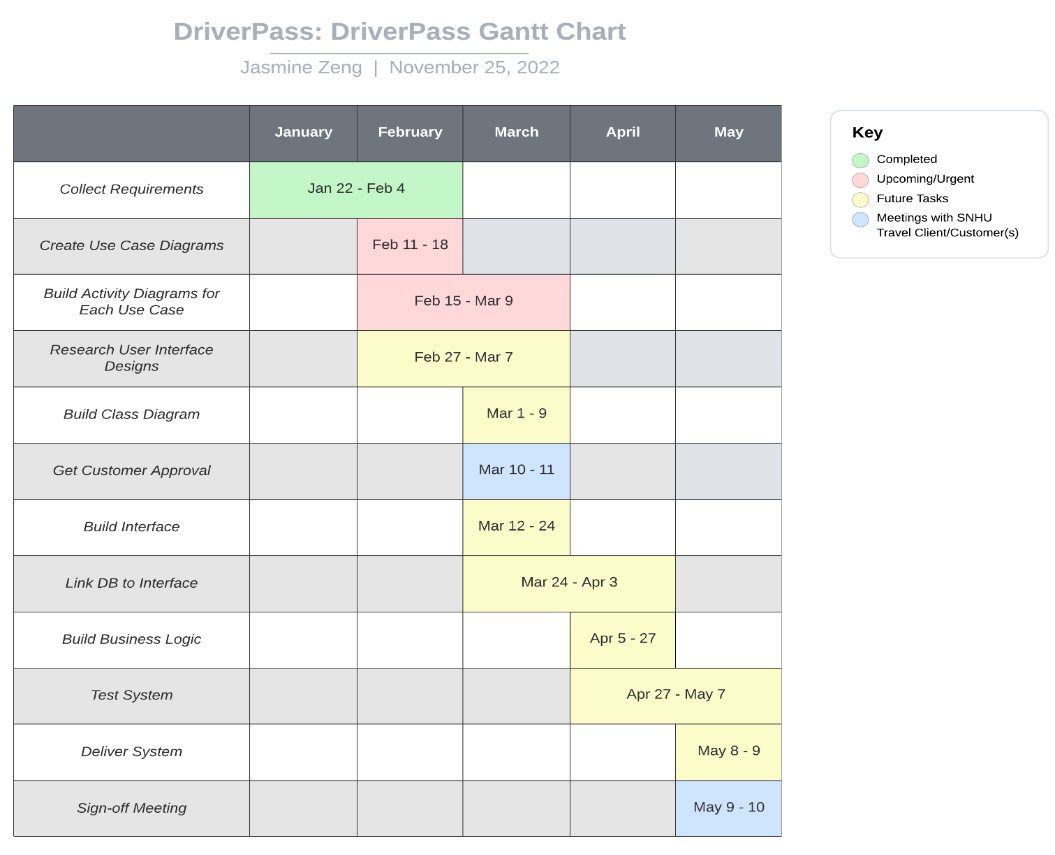 DriverPass: DriverPass Gantt Chart
Jasmine Zeng | November 25, 2022
January February March April May
Collect Requirements Jan 22 - Feb 4
Create Use Case Diagrams Feb 11 - 18
Build Activity Diagrams for
Each Use Case
Feb 15 - Mar 9
Research User Interface
Designs
Feb 27 - Mar 7
Build Class Diagram Mar 1 - 9
Get Customer Approval Mar 10 - 11
Build Interface Mar 12 - 24
Link DB to Interface Mar 24 - Apr 3
Build Business Logic Apr 5 - 27
Test System Apr 27 - May 7
Deliver System May 8 - 9
Sign-off Meeting May 9 - 10
Key
Completed
Upcoming/Urgent
Future Tasks
Meetings with SNHU
Travel Client/Customer(s)